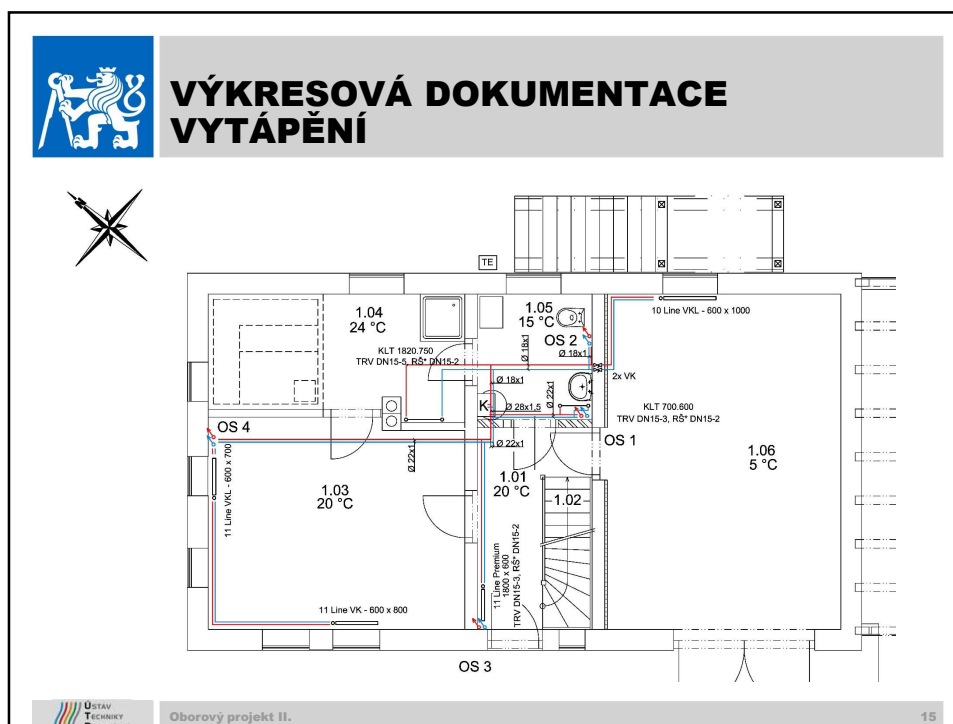 VÝKRESOVÁ DOKUMENTACE
VYTÁPĚNÍ
TE
1.04
24 °C
KLT 1820.750
TRV DN15-5, RŠ* DN15-2
1.05
15 °C
OS 2
Ø 18x1
Ø 18x1
10 Line VKL - 600 x 1000
2x VK
Ø 18x1
K
Ø 28x1,5
Ø 22x1
KLT 700.600
TRV DN15-3, RŠ* DN15-2
OS 4
Ø 22x1
Ø 22x1
OS 1
1.06
5 °C
11 Line VKL - 600 x 700
1.03
20 °C
1.01
20 °C
1.02
11 Line Premium
1800 x 600
TRV DN15-3, RŠ* DN15-2
11 Line VK - 600 x 800
OS 3
ÚSTAV
TECHNIKY
Oborový projekt II.
15